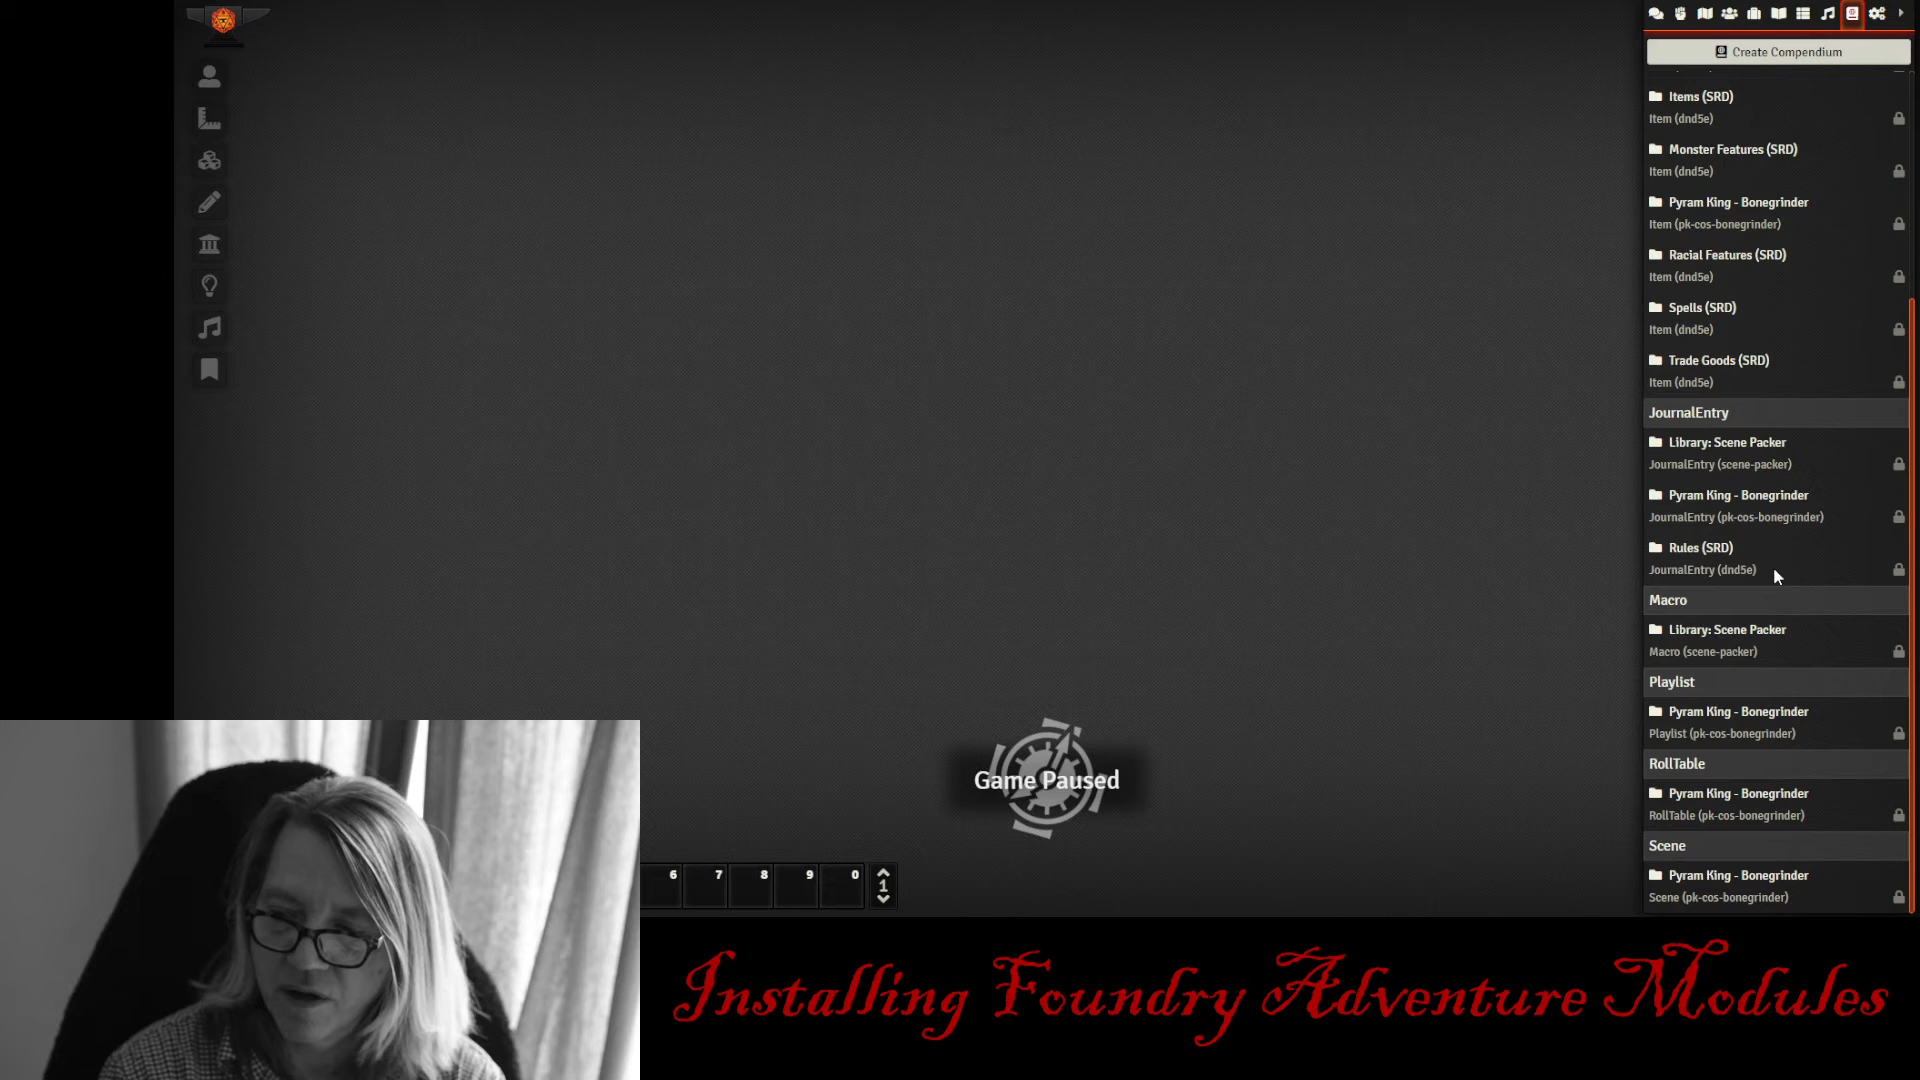 Create Compendium
Items (SRD)
Item (dnd5e)
Monster Features (SRD)
Item (dnd5e)
Pyram King - Bonegrinder
Item (pk-cos-bonegrinder)
Racial Features (SRD)
Item (dnd5e)
Spells (SRD)
Item (dnd5e)
Trade Goods (SRD)
Item (dnd5e)
JournalEntry
Library: Scene Packer
JournalEntry (scene-packer)
Pyram King - Bonegrinder
JournalEntry (pk-cos-bonegrinder)
Rules (SRD)
JournalEntry (dnd5e)
Macro
Library: Scene Packer
Macro (scene-packer)
Playlist
Pyram King - Bonegrinder
Playlist (pk-cos-bonegrinder)
RollTable
Pyram King - Bonegrinder
RollTable (pk-cos-bonegrinder)
Scene
Pyram King - Bonegrinder
Scene (pk-cos-bonegrinder)
Game Paused
6 7 8 9 0 1
Installing Foundry Adventure Modules